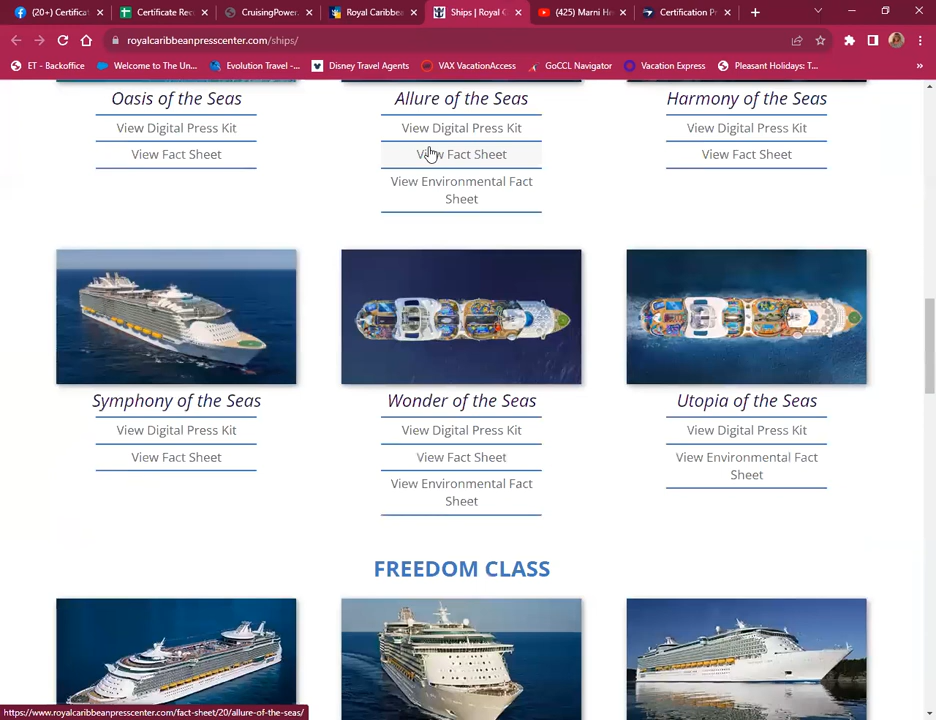 (20+) Certificat
Certificate Rec
CruisingPower.
Royal Caribbea
Ships | Royal C
(425) Marni He
Certification Pr
royalcaribbeanpresscenter.com/ships/
ET - Backoffice
Welcome to The Un...
Evolution Travel -...
Disney Travel Agents
VAX VacationAccess
GoCCL Navigator
Vacation Express
Pleasant Holidays: T...
Oasis of the Seas
Allure of the Seas
Harmony of the Seas
View Digital Press Kit
View Digital Press Kit
View Digital Press Kit
View Fact Sheet
View Fact Sheet
View Fact Sheet
View Environmental Fact
Sheet
Symphony of the Seas
Wonder of the Seas
Utopia of the Seas
View Digital Press Kit
View Digital Press Kit
View Digital Press Kit
View Fact Sheet
View Fact Sheet
View Environmental Fact
Sheet
View Environmental Fact
Sheet
FREEDOM CLASS
https://www.royalcaribbeanpresscenter.com/fact-sheet/20/allure-of-the-seas/